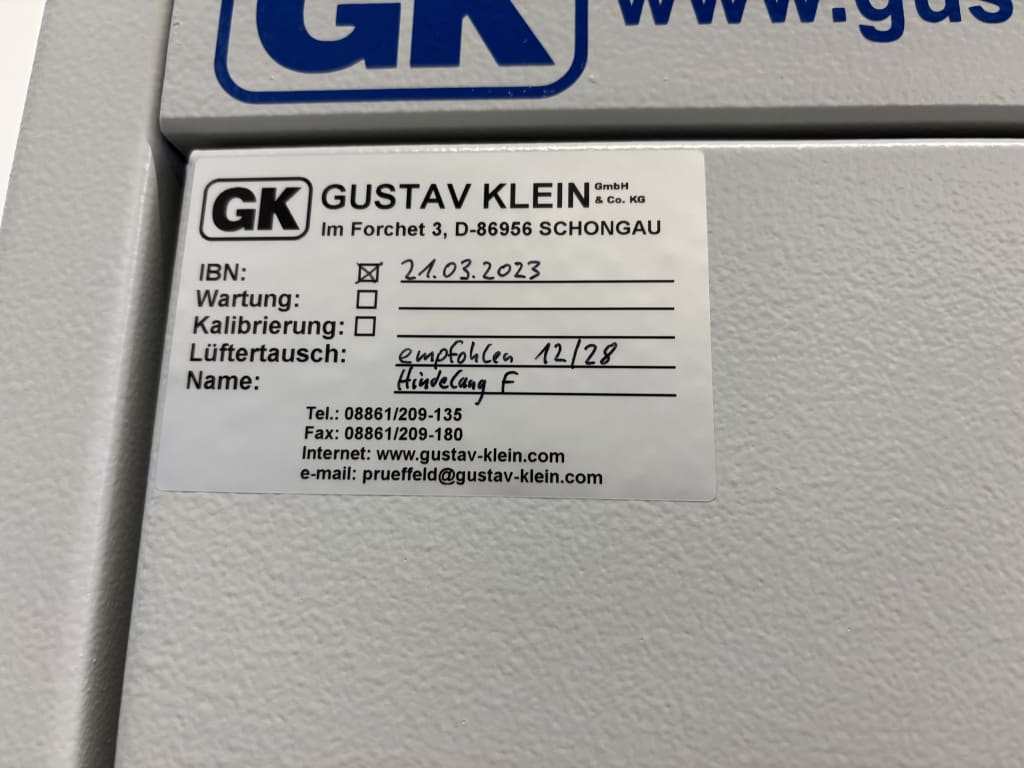 GK www.gus
GK GUSTAV KLEIN GmbH & Co. KG
Im Forchet 3, D-86956 SCHONGAU
IBN: ☒ 21.03.2023
Wartung: ☐
Kalibrierung: ☐
Lüftertausch: empfohlen 12/28
Name: Hindelang F
Tel.: 08861/209-135
Fax: 08861/209-180
Internet: www.gustav-klein.com
e-mail: prueffeld@gustav-klein.com